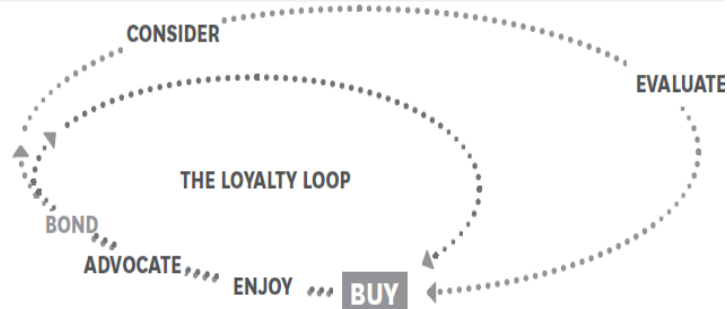 CONSIDER
EVALUATE
THE LOYALTY LOOP
BOND
ADVOCATE
ENJOY
BUY